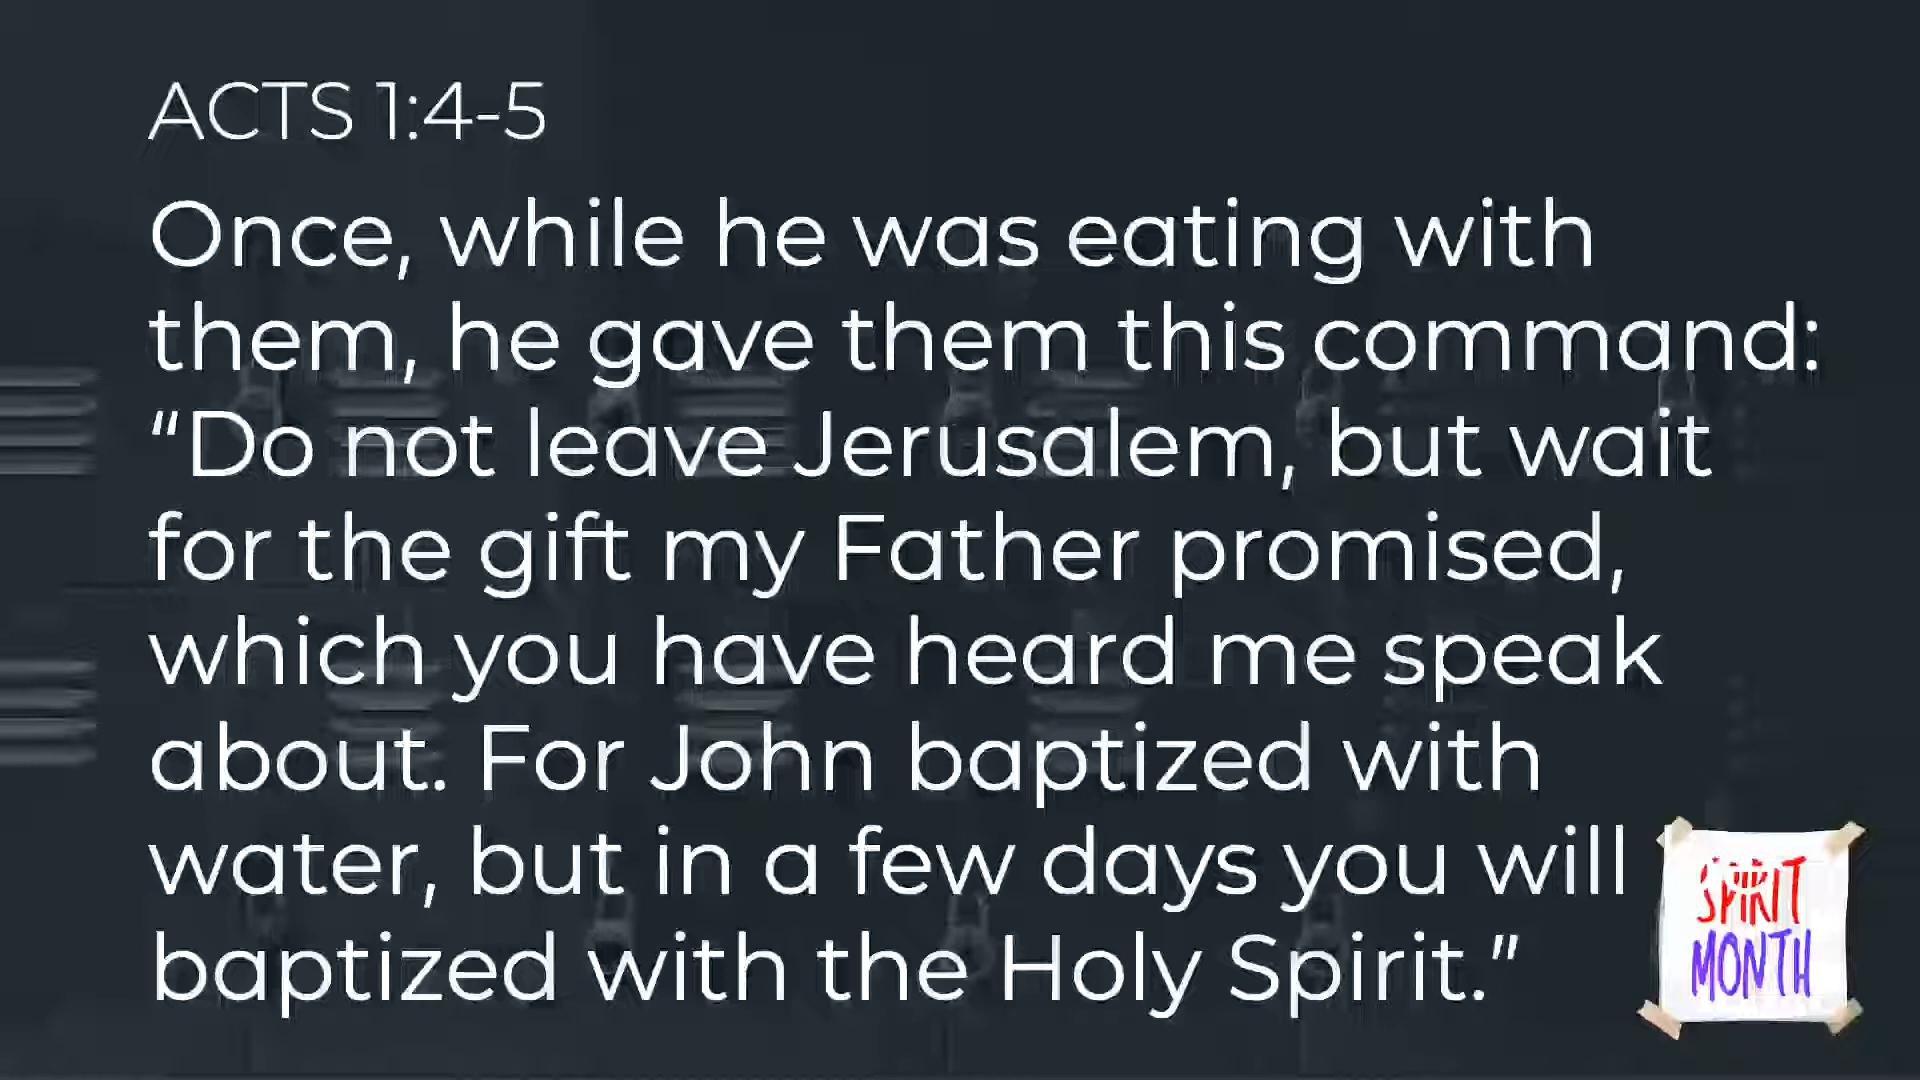 ACTS 1:4-5
Once, while he was eating with
them, he gave them this command:
“Do not leave Jerusalem, but wait
for the gift my Father promised,
which you have heard me speak
about. For John baptized with
water, but in a few days you will
baptized with the Holy Spirit.”
SPIRIT
MONTH